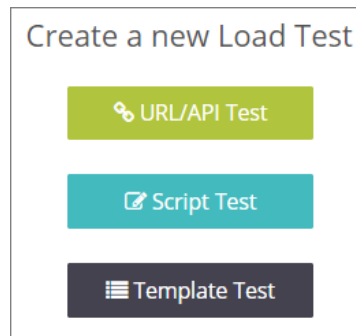 Create a new Load Test
URL/API Test
Script Test
Template Test